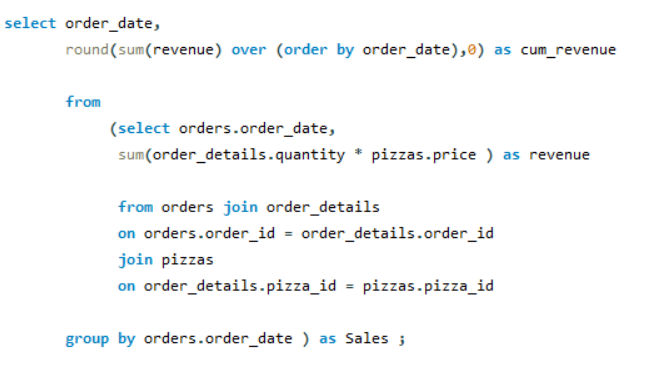 select order_date,
round(sum(revenue) over (order by order_date),0) as cum_revenue
from
(select orders.order_date,
sum(order_details.quantity * pizzas.price ) as revenue
from orders join order_details
on orders.order_id = order_details.order_id
join pizzas
on order_details.pizza_id = pizzas.pizza_id
group by orders.order_date ) as Sales ;